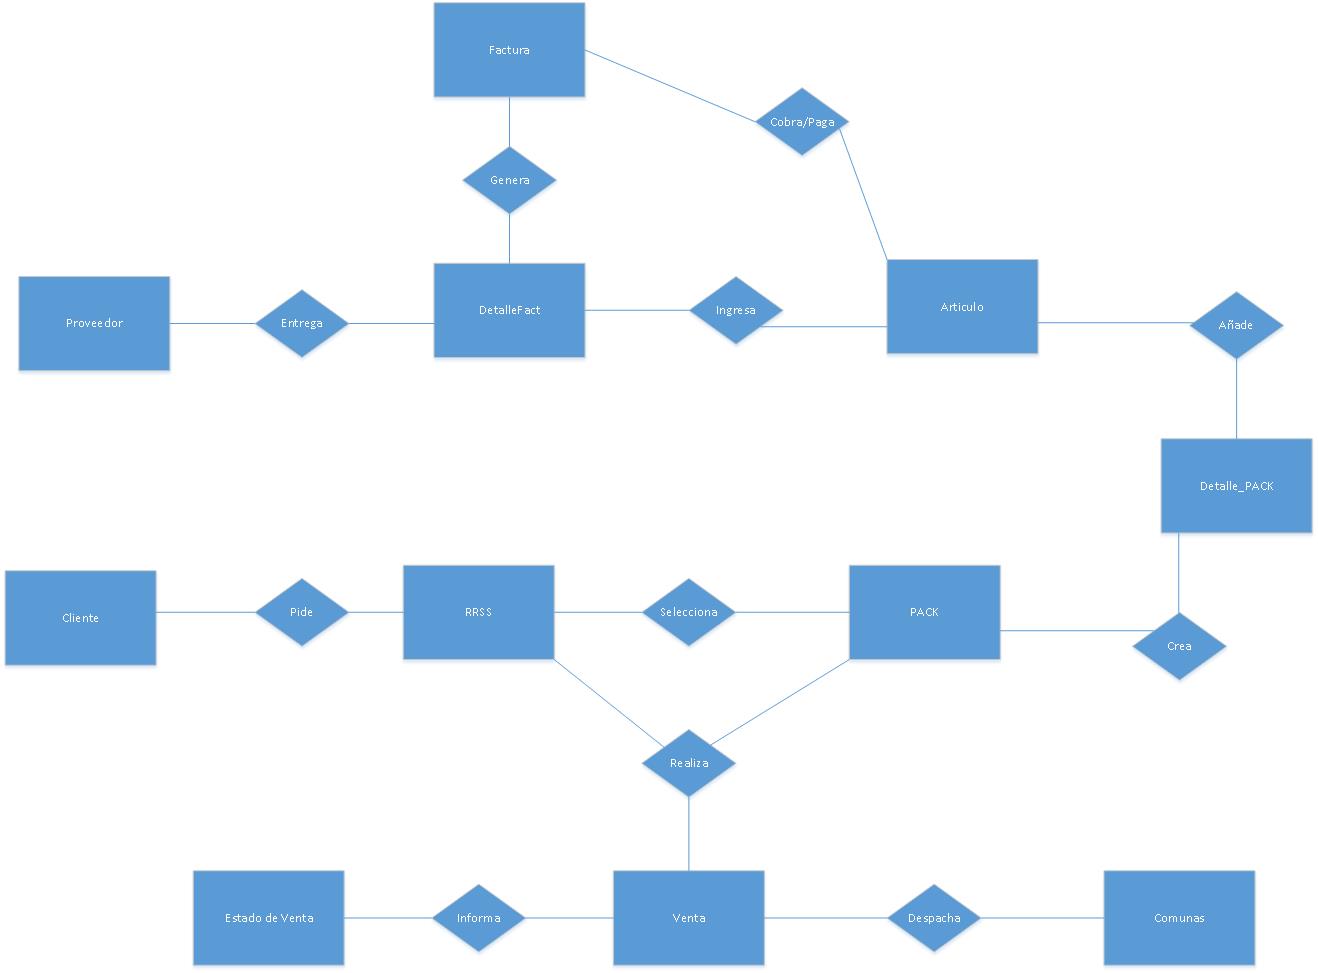 Factura
Cobra/Paga
Genera
Proveedor
Entrega
DetalleFact
Ingresa
Articulo
Añade
Detalle_PACK
Cliente
Pide
RRSS
Selecciona
PACK
Crea
Realiza
Estado de Venta
Informa
Venta
Despacha
Comunas